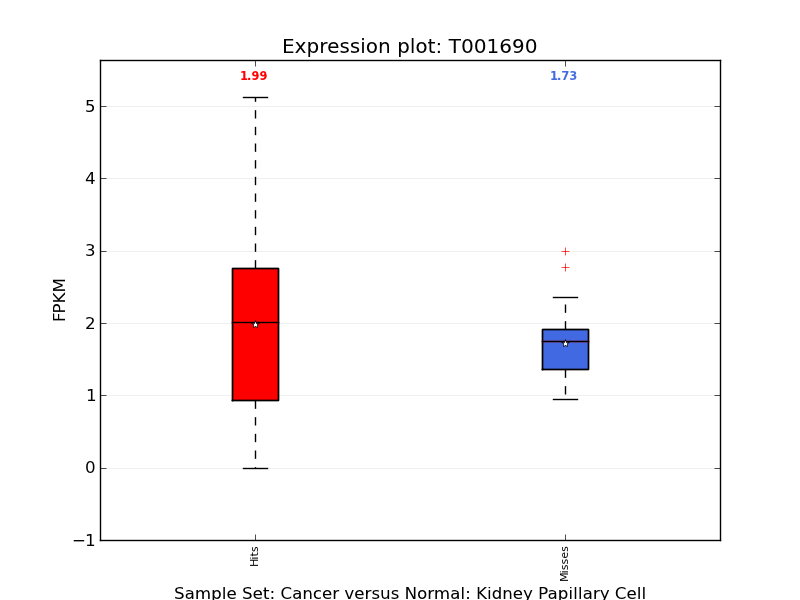 Expression plot: T001690
1.99
1.73
5
4
3
2
1
0
−1
FPKM
Hits
Misses
Sample Set: Cancer versus Normal: Kidney Papillary Cell